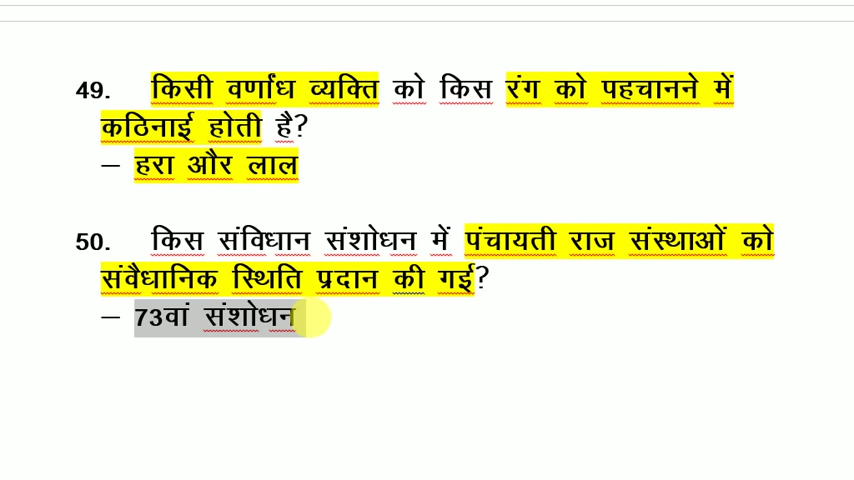 49. किसी वर्णांध व्यक्ति को किस रंग को पहचानने में
कठिनाई होती है?
– हरा और लाल
50. किस संविधान संशोधन में पंचायती राज संस्थाओं को
संवैधानिक स्थिति प्रदान की गई?
– 73वां संशोधन